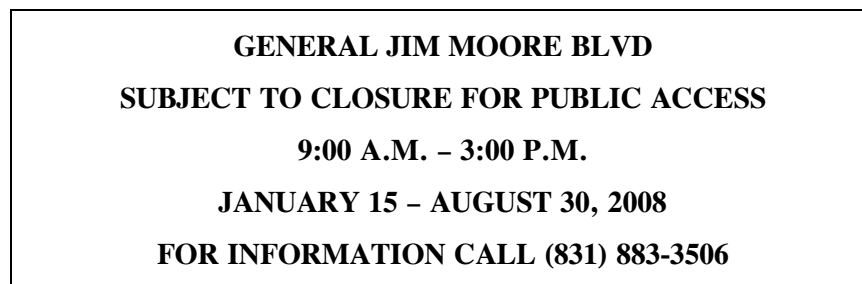 GENERAL JIM MOORE BLVD
SUBJECT TO CLOSURE FOR PUBLIC ACCESS
9:00 A.M. – 3:00 P.M.
JANUARY 15 – AUGUST 30, 2008
FOR INFORMATION CALL (831) 883-3506